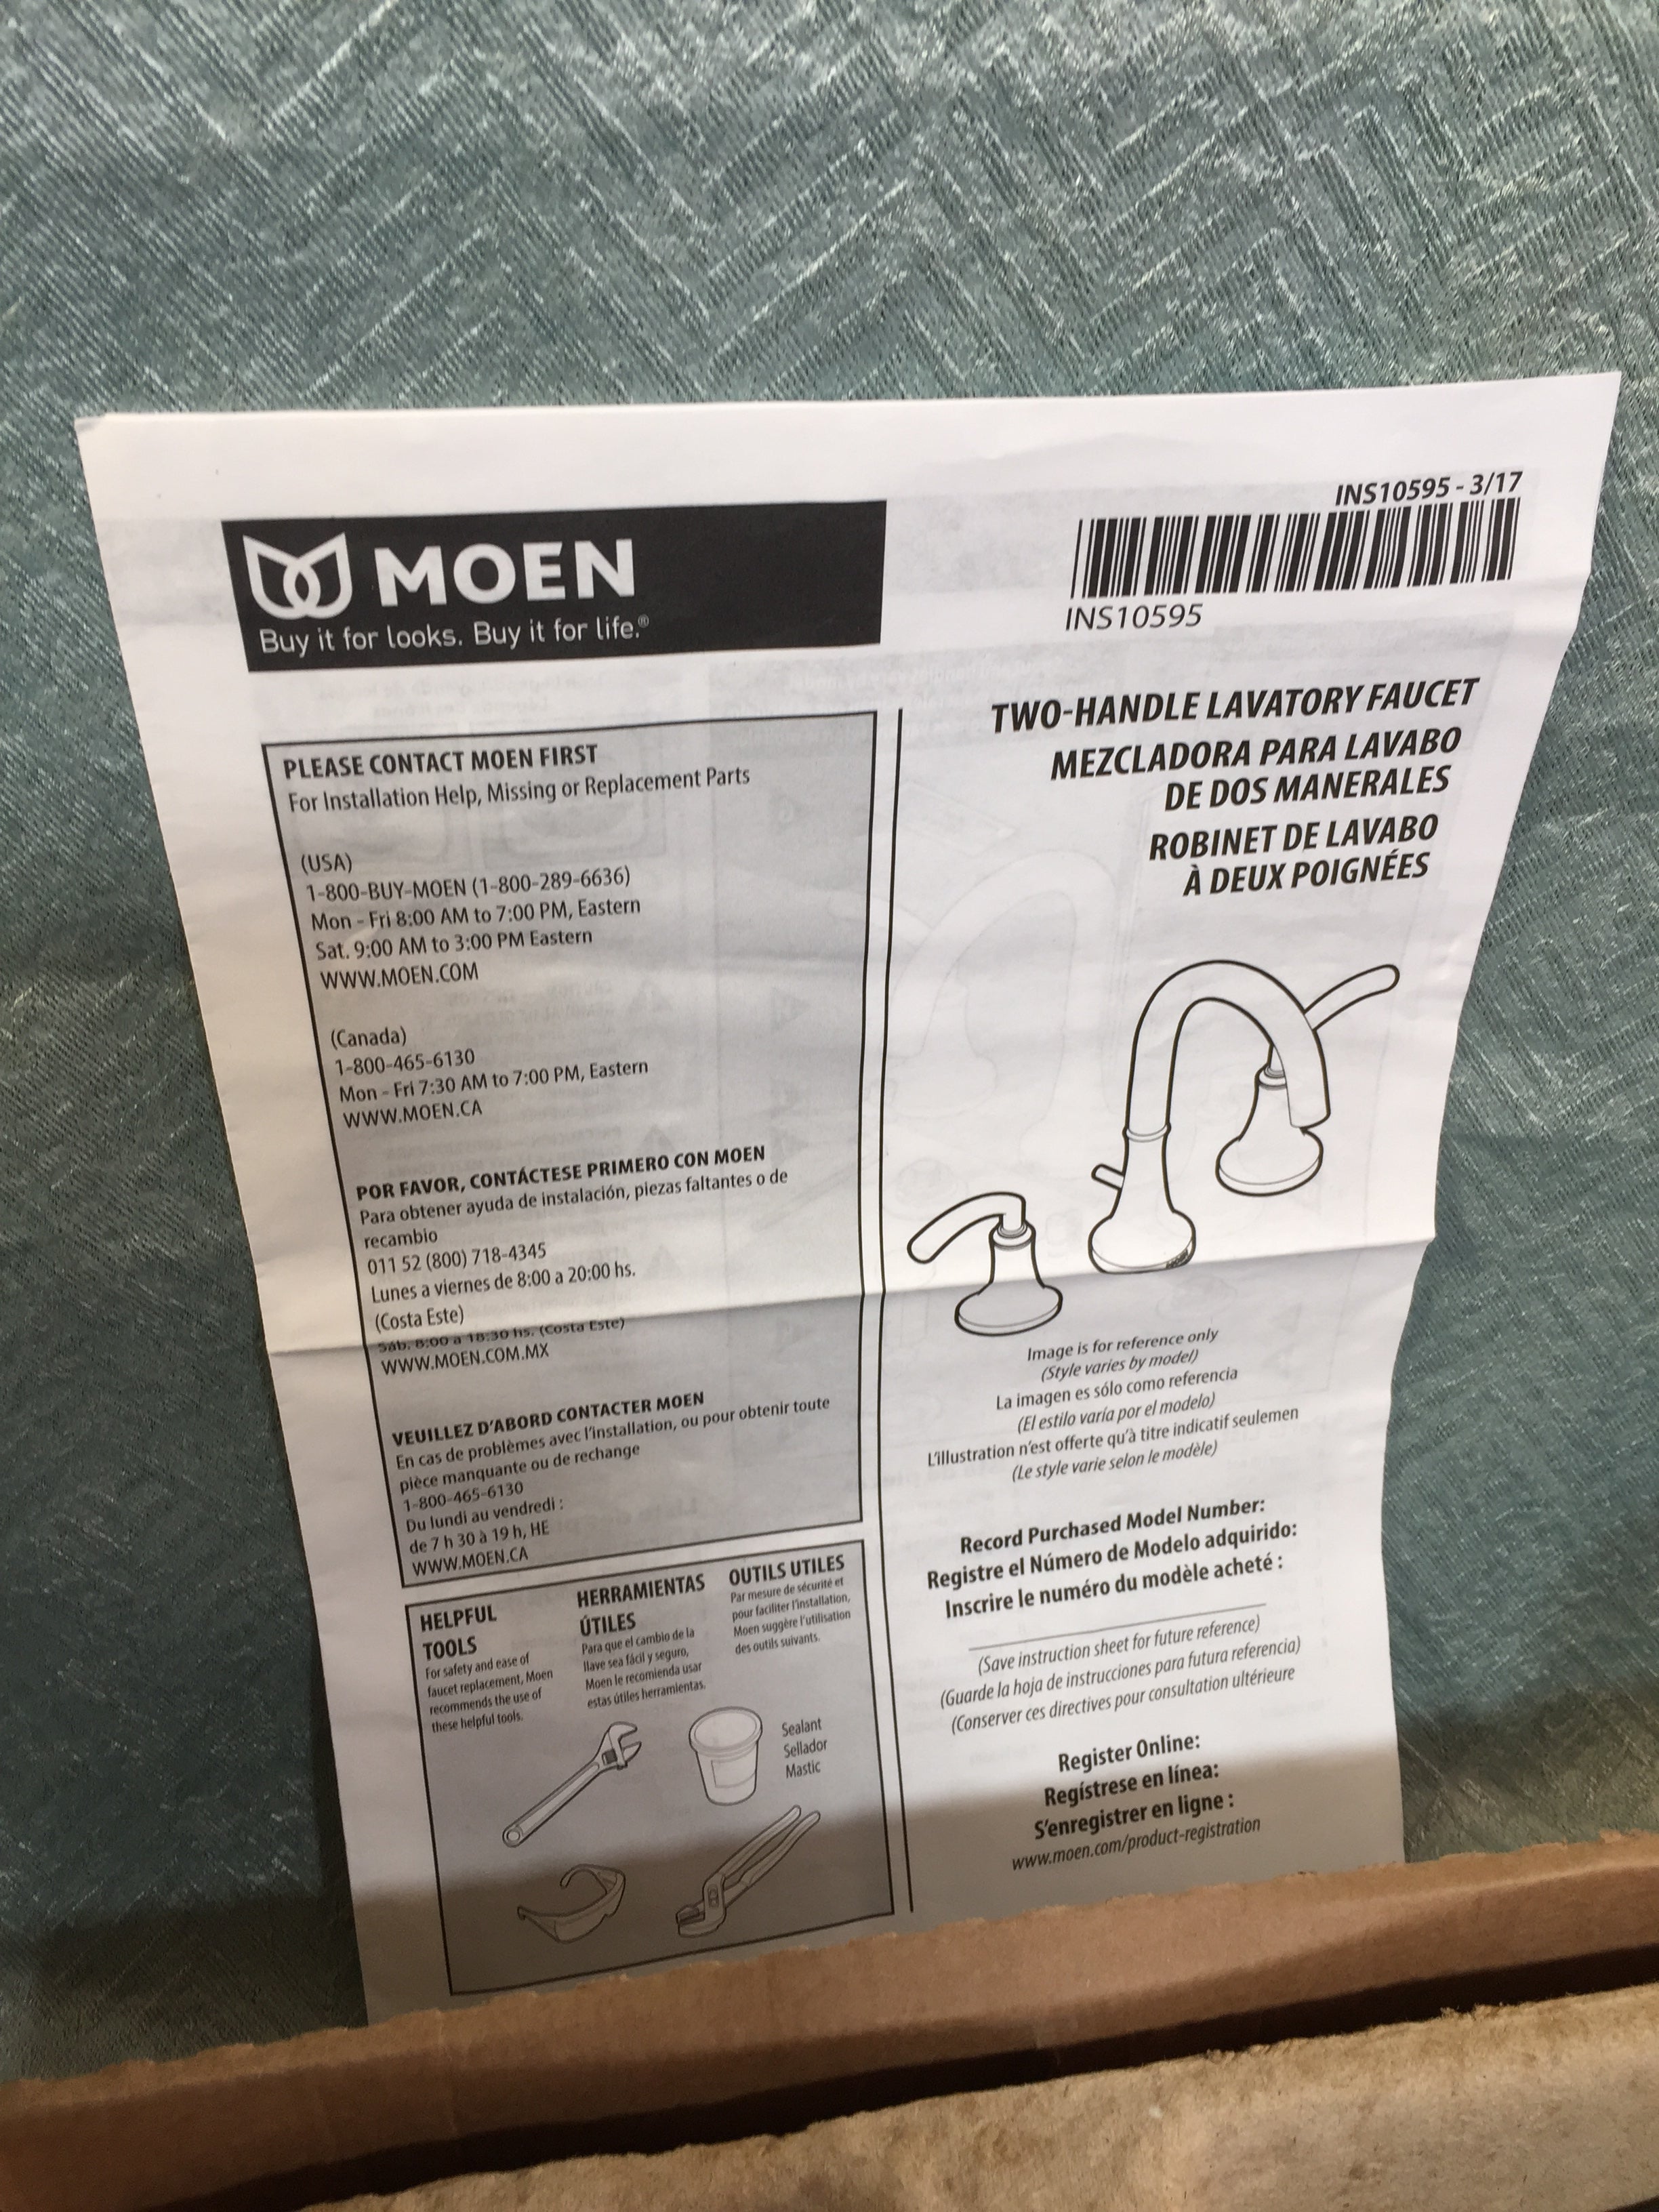 MOEN
Buy it for looks. Buy it for life.®
INS10595 - 3/17
INS10595
PLEASE CONTACT MOEN FIRST
For Installation Help, Missing or Replacement Parts
(USA)
1-800-BUY-MOEN (1-800-289-6636)
Mon - Fri 8:00 AM to 7:00 PM, Eastern
Sat. 9:00 AM to 3:00 PM Eastern
WWW.MOEN.COM
(Canada)
1-800-465-6130
Mon - Fri 7:30 AM to 7:00 PM, Eastern
WWW.MOEN.CA
POR FAVOR, CONTÁCTESE PRIMERO CON MOEN
Para obtener ayuda de instalación, piezas faltantes o de
recambio
011 52 (800) 718-4345
Lunes a viernes de 8:00 a 20:00 hs.
(Costa Este)
Sáb. 8:00 a 18:30 hs. (Costa Este)
WWW.MOEN.COM.MX
VEUILLEZ D'ABORD CONTACTER MOEN
En cas de problèmes avec l'installation, ou pour obtenir toute
pièce manquante ou de rechange
1-800-465-6130
Du lundi au vendredi :
de 7 h 30 à 19 h, HE
WWW.MOEN.CA
HELPFUL
TOOLS
For safety and ease of
faucet replacement, Moen
recommends the use of
these helpful tools.
HERRAMIENTAS
ÚTILES
Para que el cambio de la
llave sea fácil y seguro,
Moen le recomienda usar
estas útiles herramientas.
OUTILS UTILES
Par mesure de sécurité et
pour faciliter l'installation,
Moen suggère l'utilisation
des outils suivants.
Sealant
Sellador
Mastic
TWO-HANDLE LAVATORY FAUCET
MEZCLADORA PARA LAVABO
DE DOS MANERALES
ROBINET DE LAVABO
À DEUX POIGNÉES
Image is for reference only
(Style varies by model)
La imagen es sólo como referencia
(El estilo varía por el modelo)
L'illustration n'est offerte qu'à titre indicatif seulemen
(Le style varie selon le modèle)
Record Purchased Model Number:
Registre el Número de Modelo adquirido:
Inscrire le numéro du modèle acheté :
(Save instruction sheet for future reference)
(Guarde la hoja de instrucciones para futura referencia)
(Conserver ces directives pour consultation ultérieure
Register Online:
Regístrese en línea:
S'enregistrer en ligne :
www.moen.com/product-registration